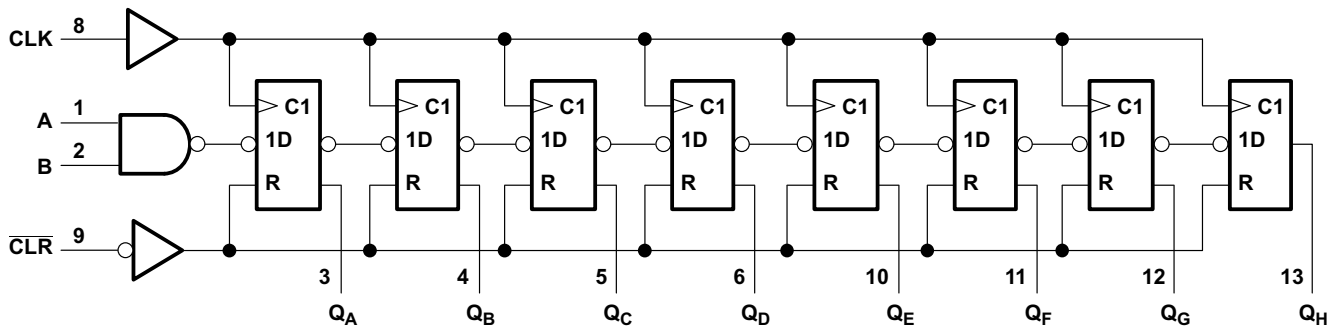 CLK 8
C1 C1 C1 C1 C1 C1 C1 C1
A 1
1D 1D 1D 1D 1D 1D 1D 1D
B 2
R R R R R R R R
CLR 9
3 4 5 6 10 11 12 13
QA QB QC QD QE QF QG QH